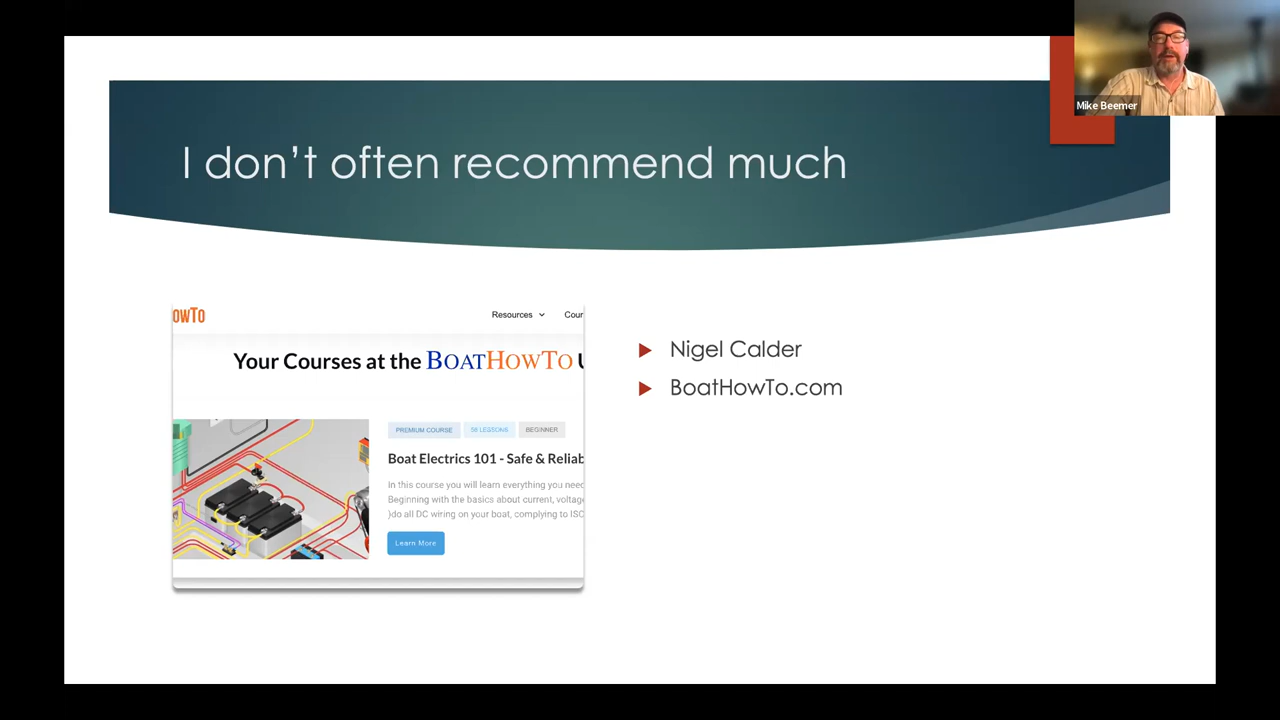 Mike Beemer
I don't often recommend much
owTo
Resources
Cour
Your Courses at the BOATHOWTO U
PREMIUM COURSE
56 LESSONS
BEGINNER
Boat Electrics 101 - Safe & Reliab
In this course you will learn everything you need
Beginning with the basics about current, voltage
)do all DC wiring on your boat, complying to ISO
Learn More
Nigel Calder
BoatHowTo.com